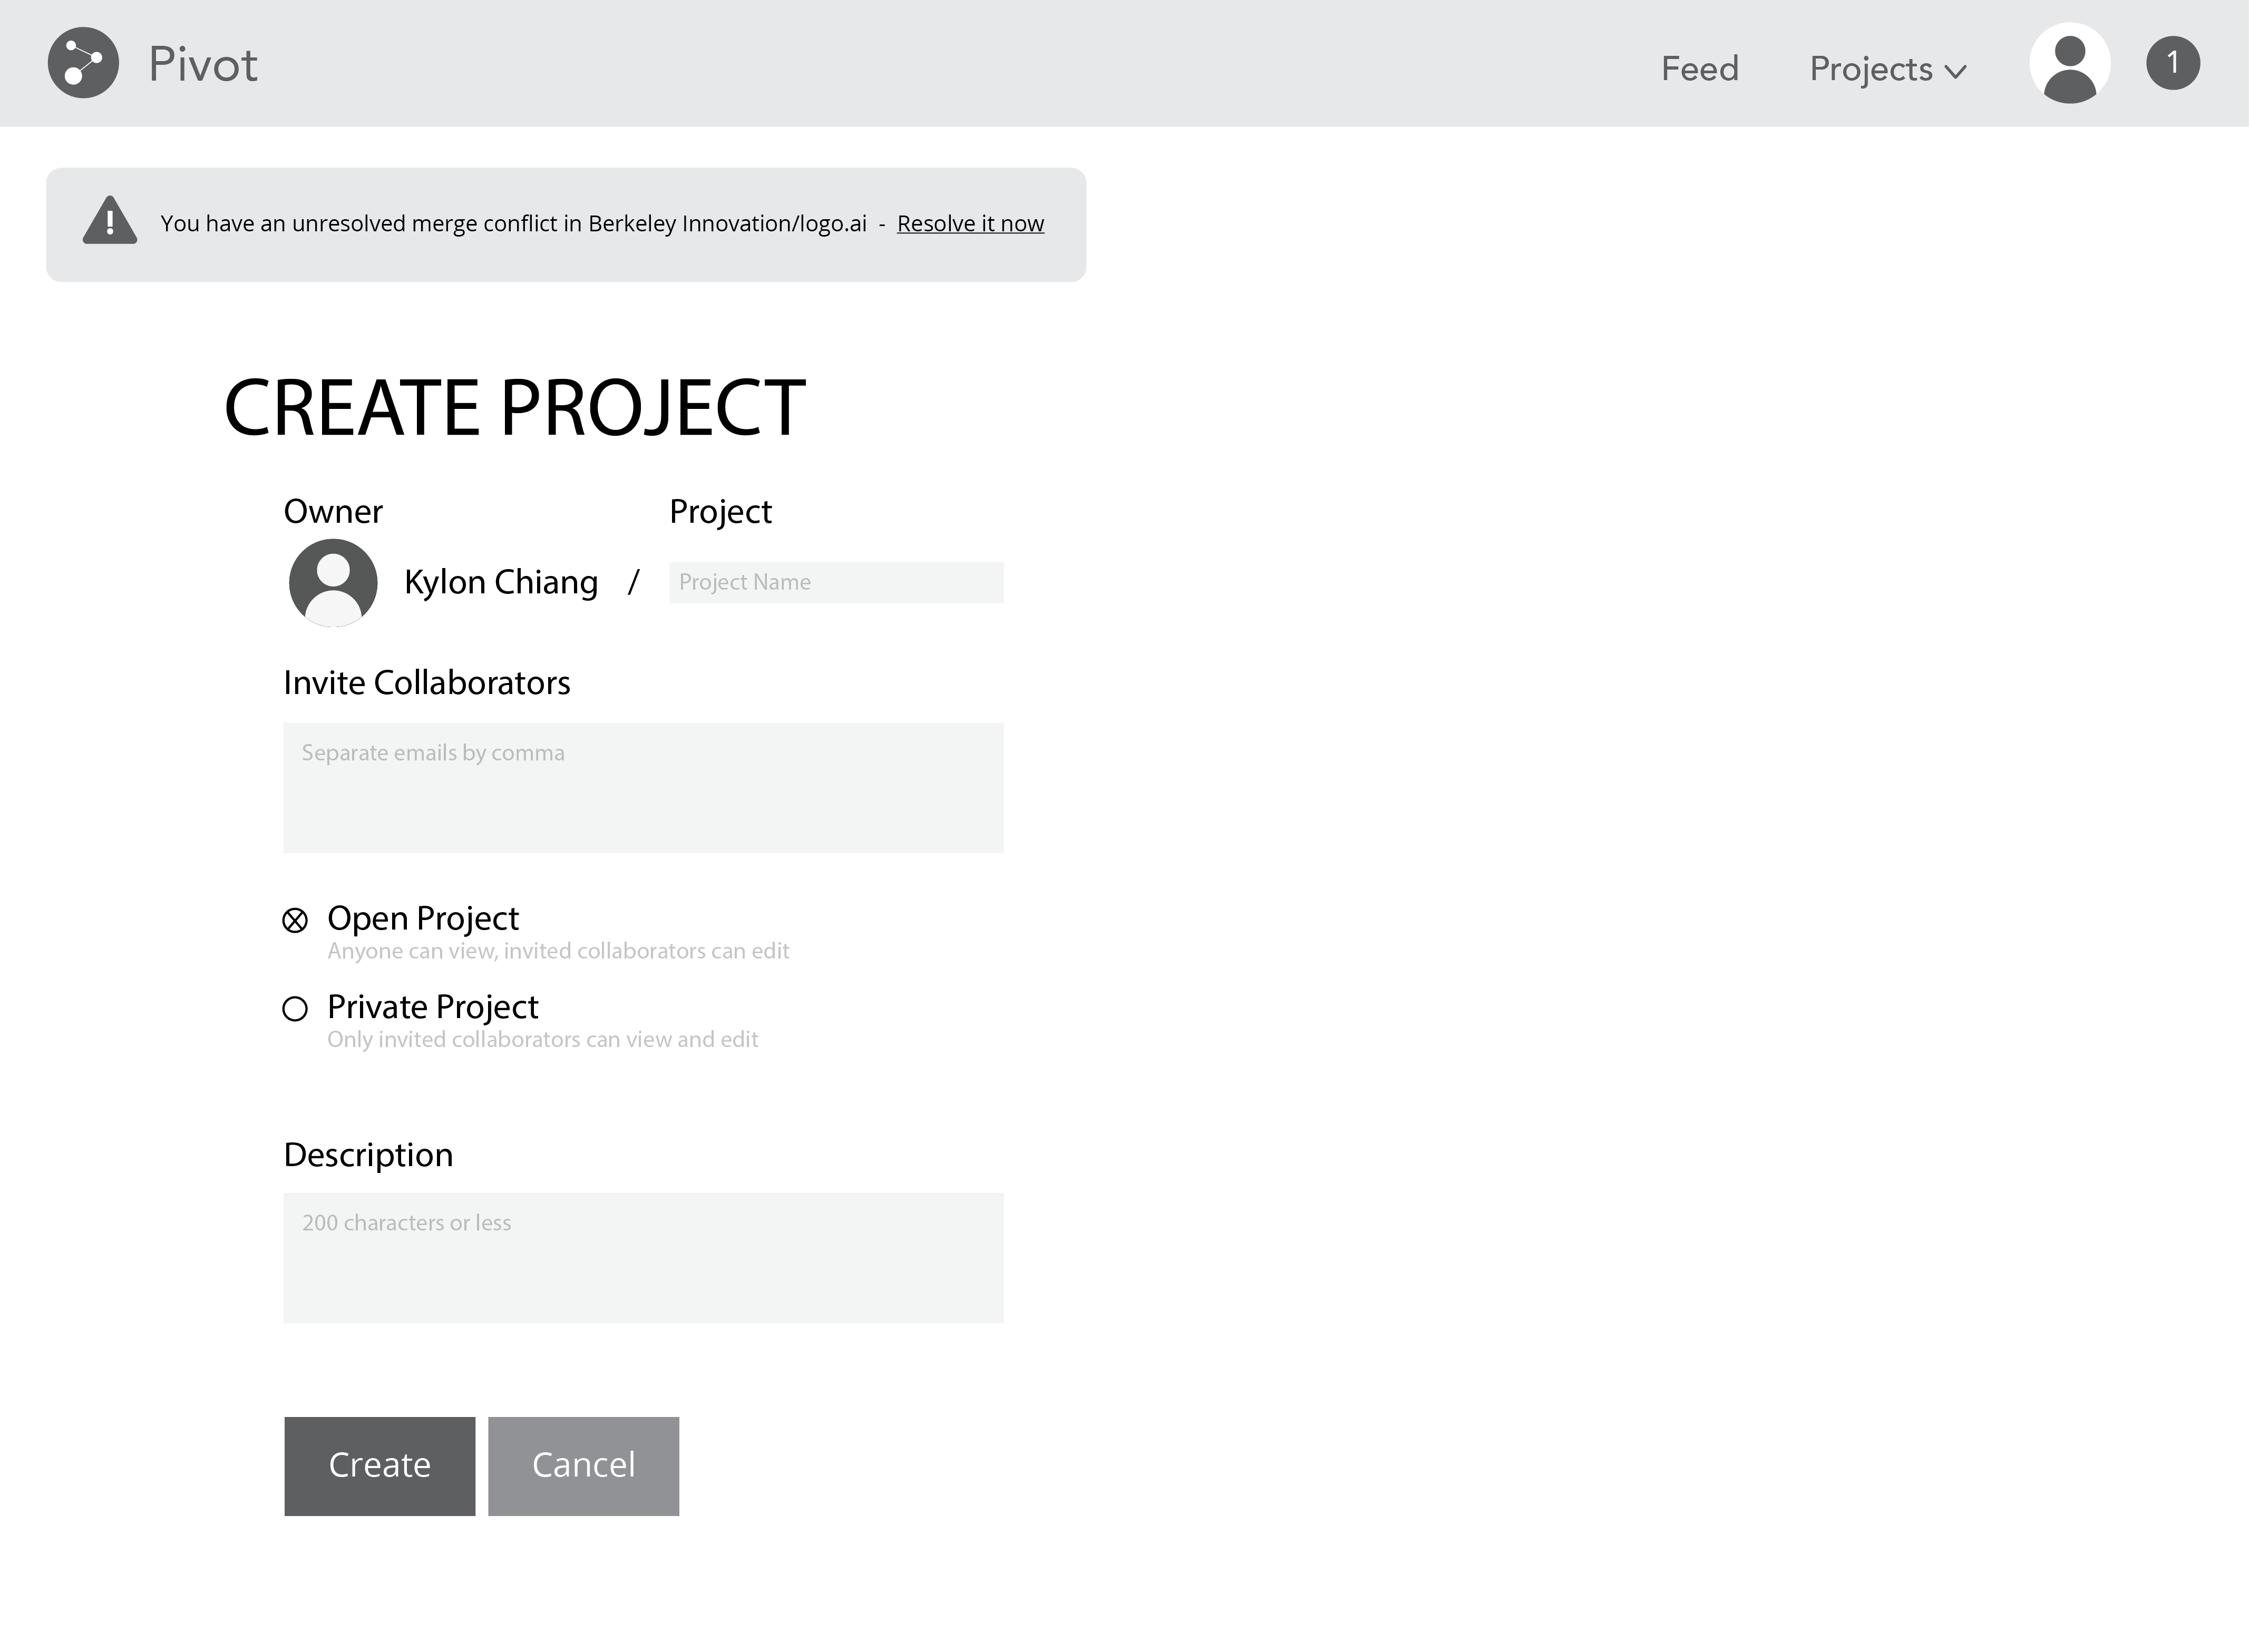 Pivot
Feed Projects 1
You have an unresolved merge conflict in Berkeley Innovation/logo.ai - Resolve it now
CREATE PROJECT
Owner Project
Kylon Chiang / Project Name
Invite Collaborators
Separate emails by comma
Open Project
Anyone can view, invited collaborators can edit
Private Project
Only invited collaborators can view and edit
Description
200 characters or less
Create Cancel